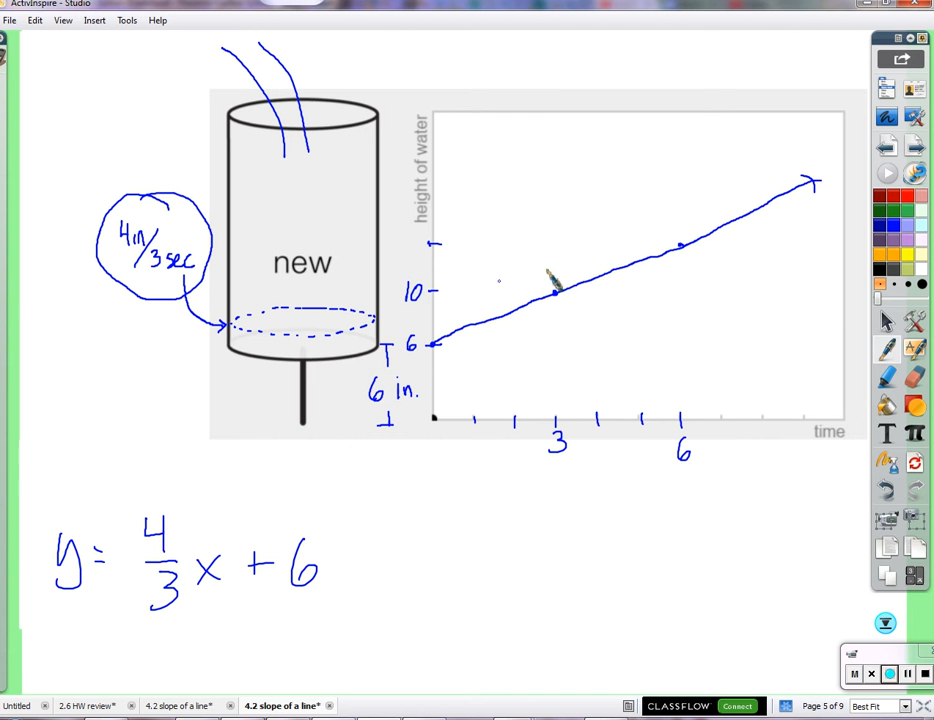 ActivInspire - Studio
File Edit View Insert Tools Help
height of water
4in/3sec
new
10
6
6 in.
3
6
time
y = 4/3 x + 6
T π
M
Untitled 2.6 HW review* 4.2 slope of a line* 4.2 slope of a line*
CLASSFLOW Connect
Page 5 of 9 Best Fit